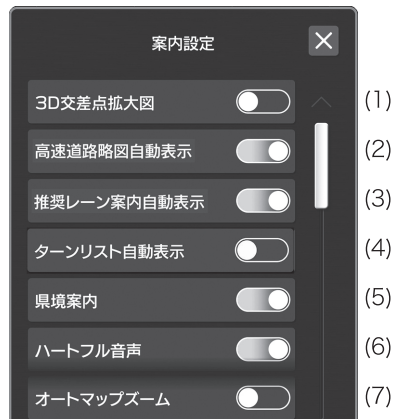 案内設定
3D交差点拡大図 (1)
高速道路略図自動表示 (2)
推奨レーン案内自動表示 (3)
ターンリスト自動表示 (4)
県境案内 (5)
ハートフル音声 (6)
オートマップズーム (7)